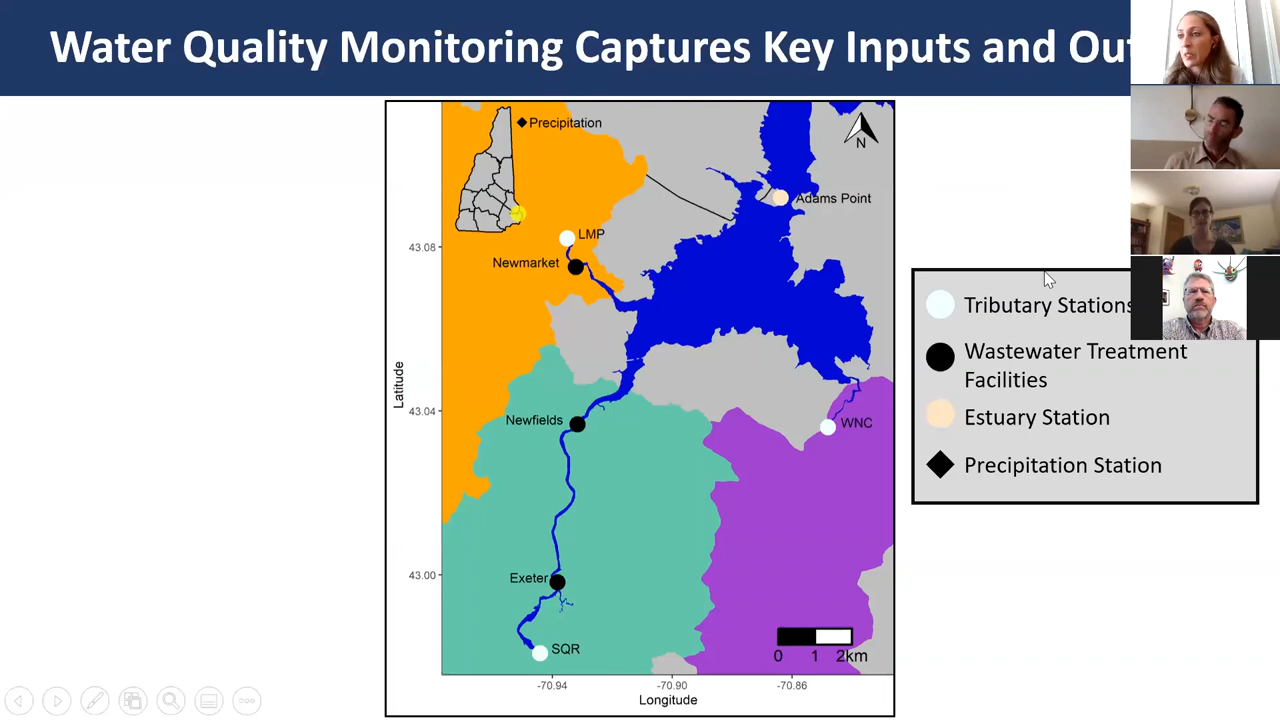 Water Quality Monitoring Captures Key Inputs and
Precipitation
N
Adams Point
LMP
Newmarket
43.08
Tributary Stations
Wastewater Treatment
Facilities
Latitude
43.04
Newfields
WNC
Estuary Station
Precipitation Station
43.00
Exeter
SQR
0 1 2km
-70.94 -70.90 -70.86
Longitude